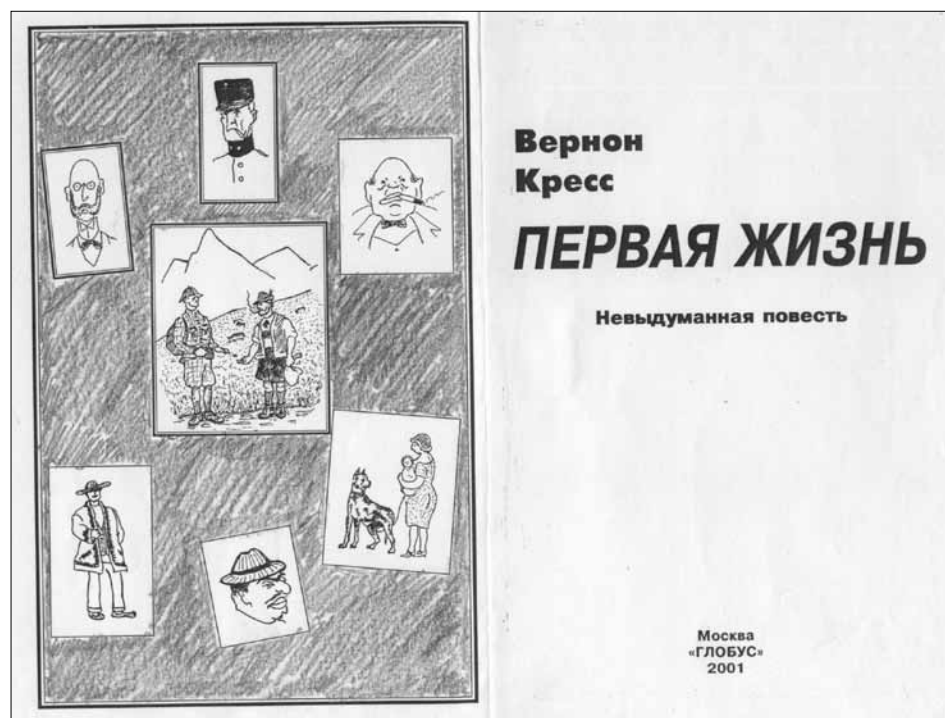 Вернон
Кресс
ПЕРВАЯ ЖИЗНЬ
Невыдуманная повесть
Москва
«ГЛОБУС»
2001